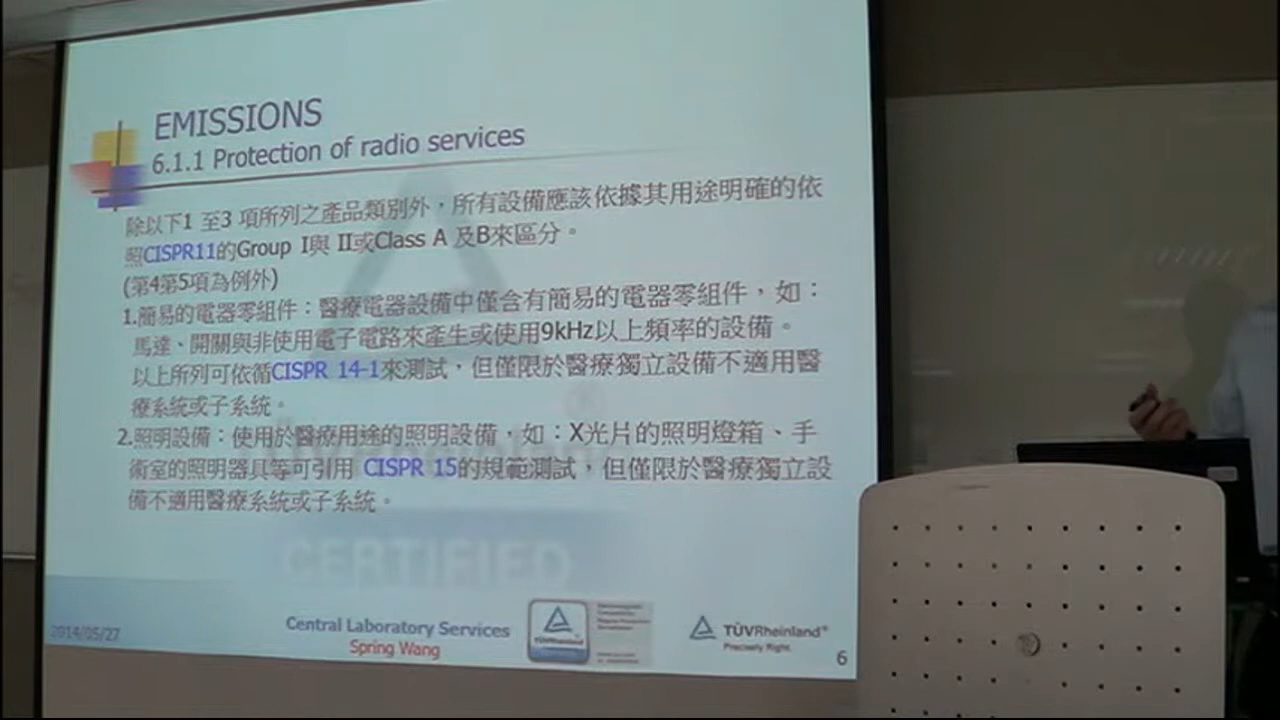 EMISSIONS
6.1.1 Protection of radio services
除以下1 至3 項所列之產品類別外，所有設備應該依據其用途明確的依
照CISPR11的Group I與 II或Class A 及B來區分。
(第4第5項為例外)
1.簡易的電器零組件：醫療電器設備中僅含有簡易的電器零組件，如：
馬達、開關與非使用電子電路來產生或使用9kHz以上頻率的設備。
以上所列可依循CISPR 14-1來測試，但僅限於醫療獨立設備不適用醫
療系統或子系統。
2.照明設備：使用於醫療用途的照明設備，如：X光片的照明燈箱、手
術室的照明器具等可引用 CISPR 15的規範測試，但僅限於醫療獨立設
備不適用醫療系統或子系統。
CERTIFIED
2014/05/27
Central Laboratory Services
Spring Wang
TÜVRheinland
TÜVRheinland®
Precisely Right.
6